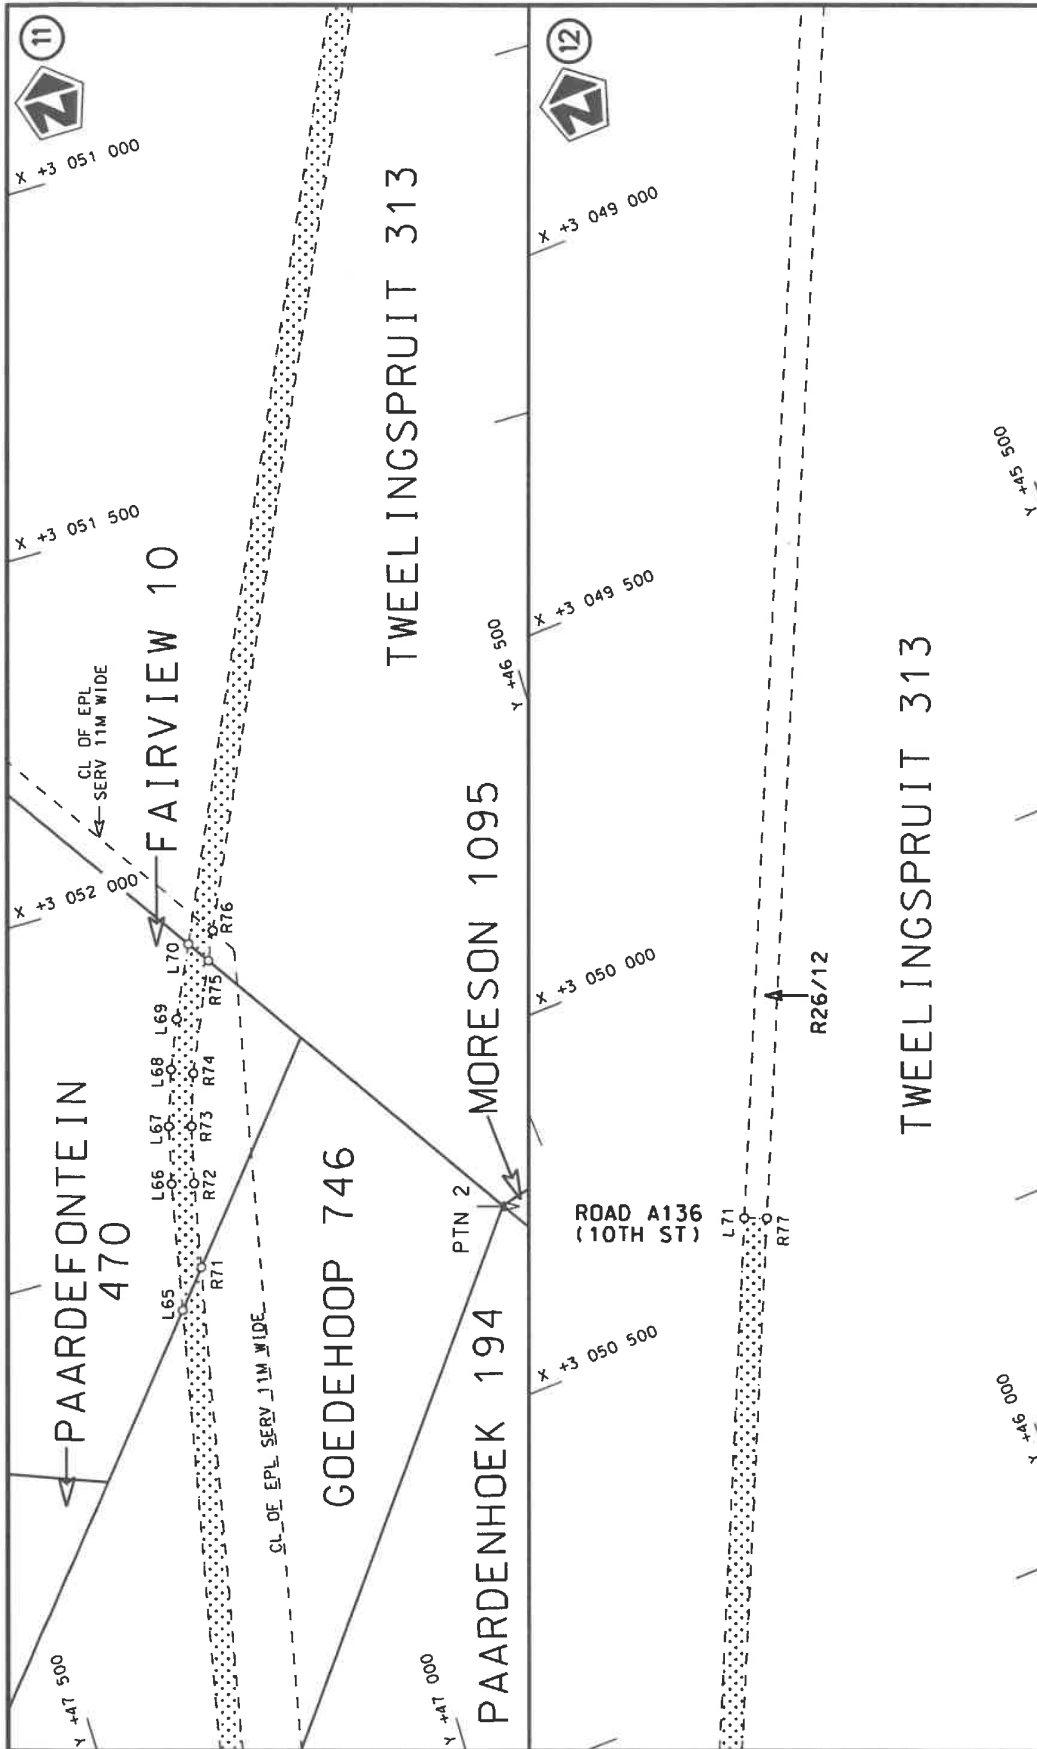 11
X +3 051 000
X +3 051 500
X +3 052 000
CL OF EPL
SERV 11M WIDE
FAIRVIEW 10
TWEELINGSPRUIT 313
PAARDEFONTEIN
470
L65
L66
L67
L68
L69
L70
R71
R72
R73
R74
R75
R76
CL OF EPL SERV 11M WIDE
GOEDEHOOP 746
PTN 2
MORESON 1095
PAARDENHOEK 194
Y +47 500
Y +47 000
Y +46 500
12
X +3 049 000
X +3 049 500
X +3 050 000
X +3 050 500
ROAD A136
(10TH ST)
L71
R77
R26/12
TWEELINGSPRUIT 313
Y +45 500
Y +46 000